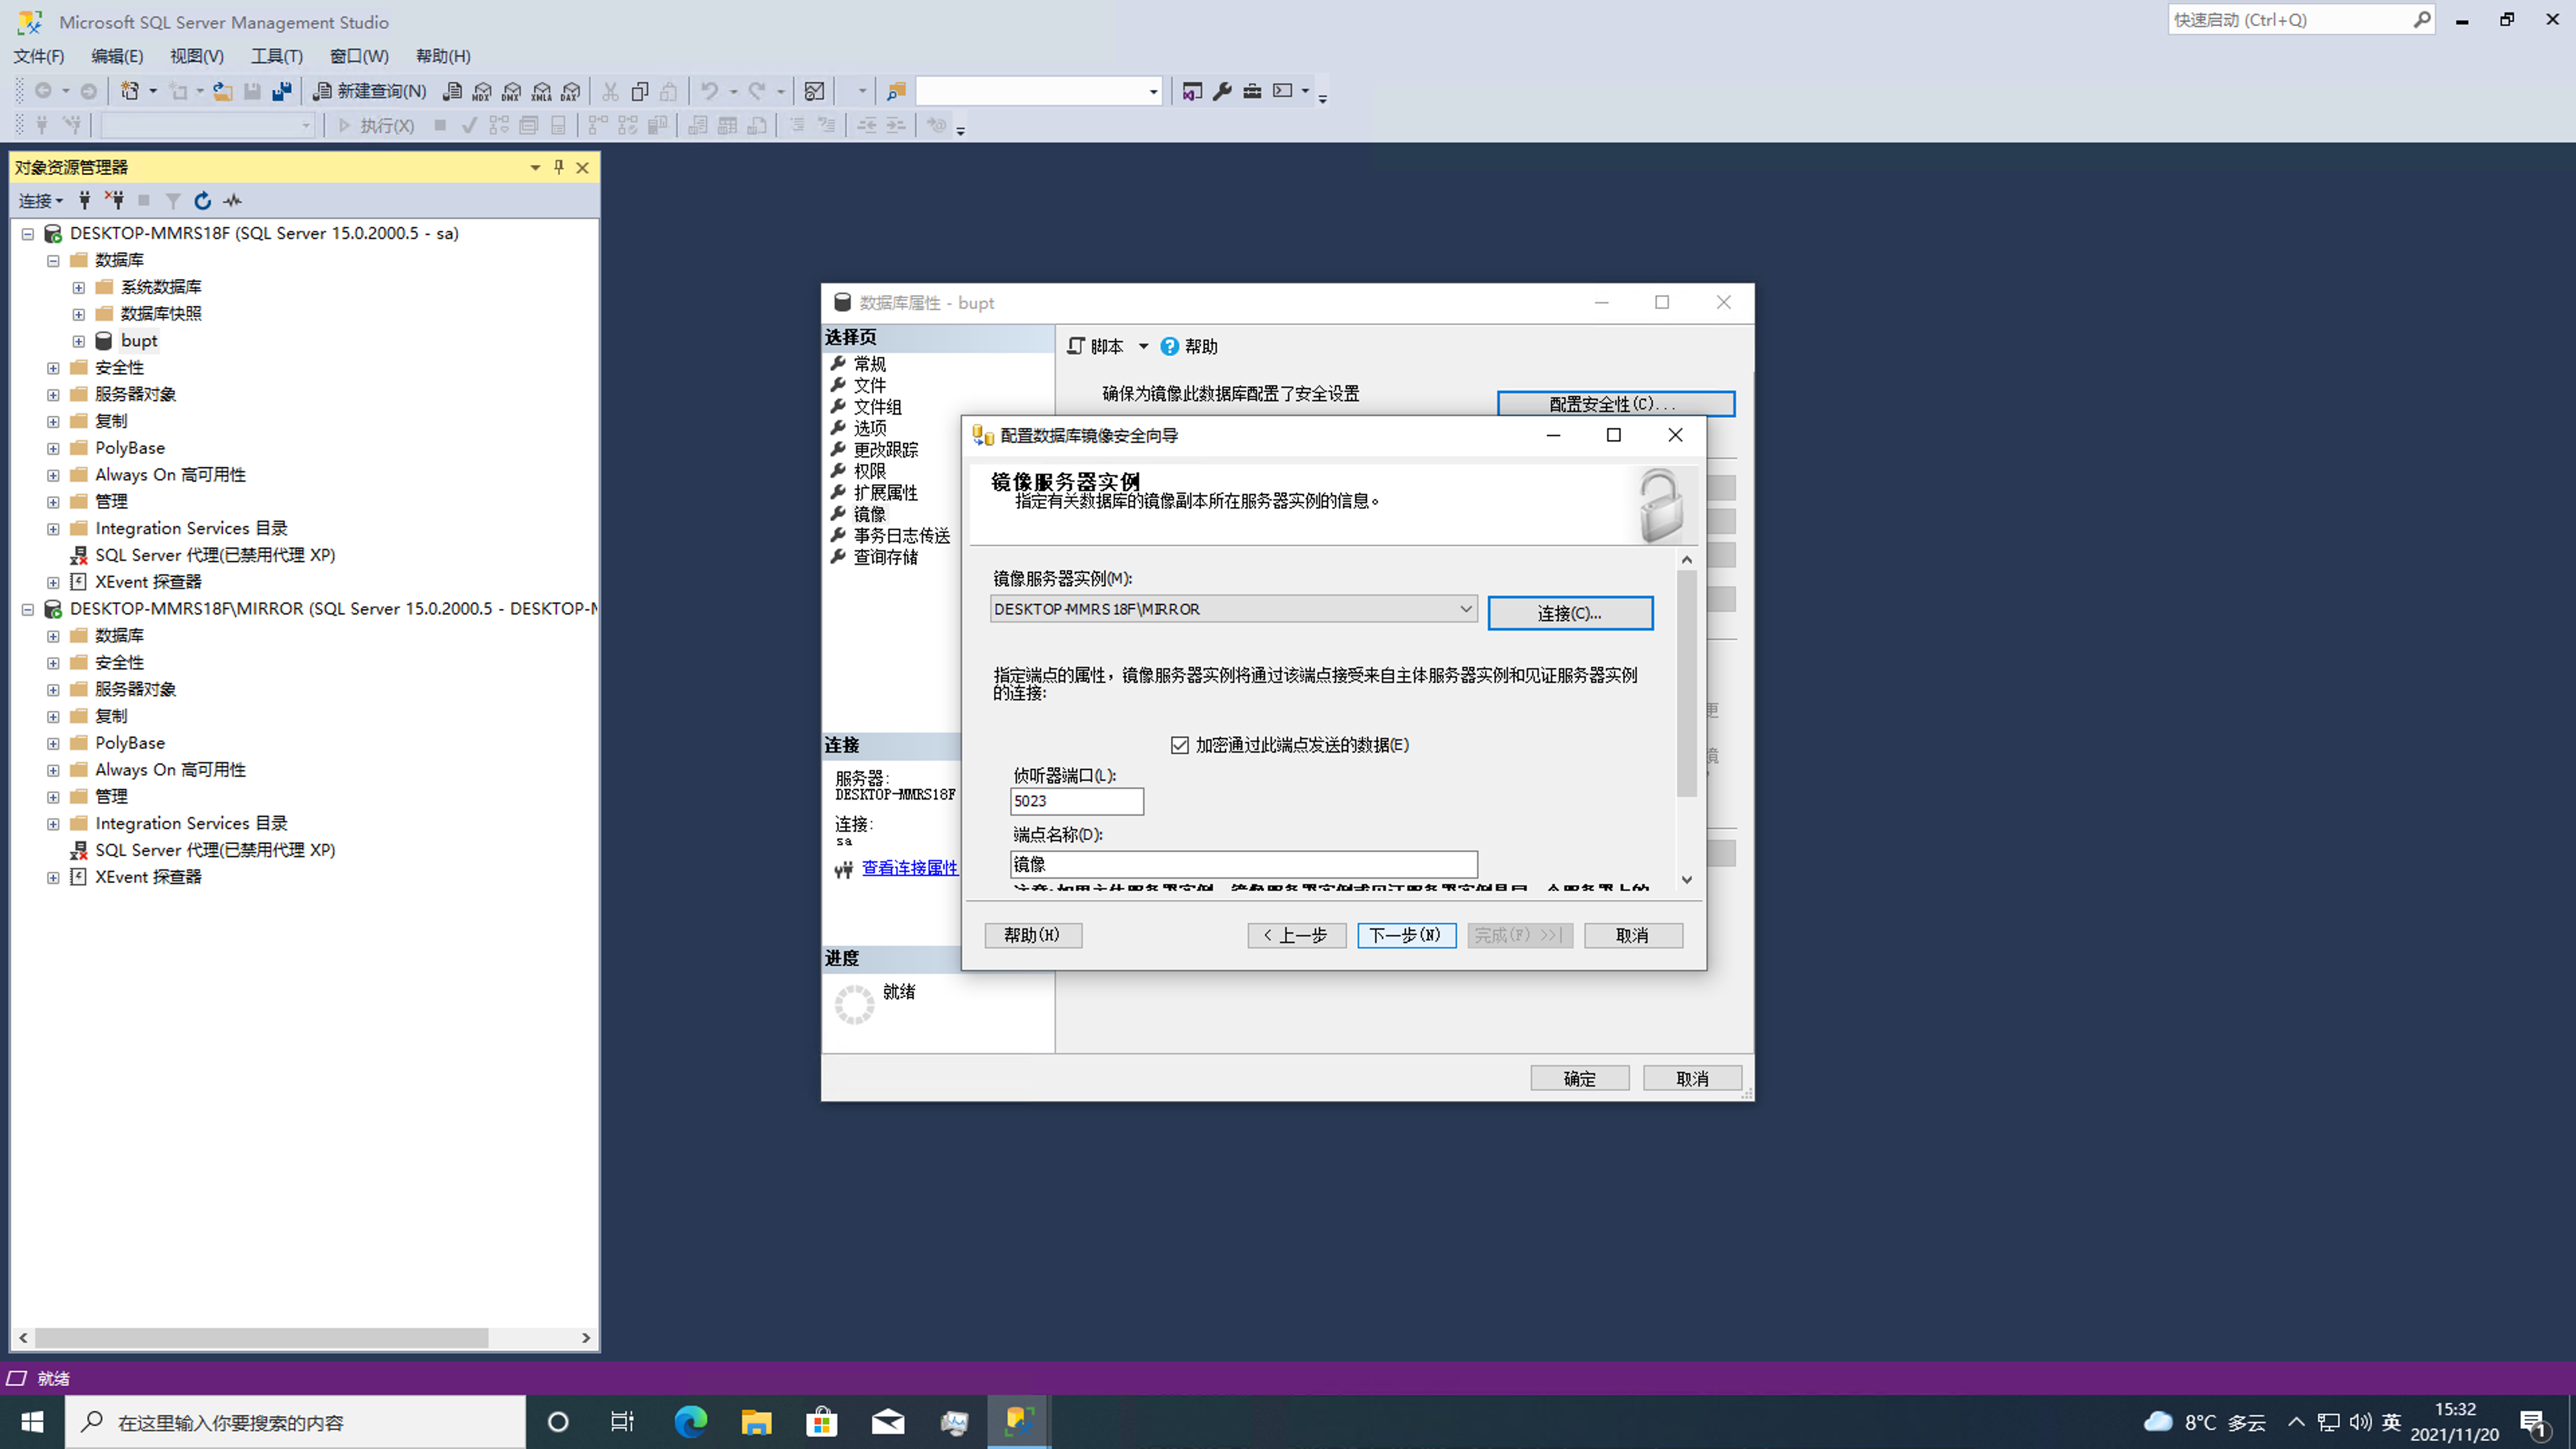 Microsoft SQL Server Management Studio
快速启动 (Ctrl+Q)
文件(F) 编辑(E) 视图(V) 工具(T) 窗口(W) 帮助(H)
新建查询(N)
MDX DMX XMLA DAX
执行(X)
对象资源管理器
连接
DESKTOP-MMRS18F (SQL Server 15.0.2000.5 - sa)
数据库
系统数据库
数据库快照
bupt
安全性
服务器对象
复制
PolyBase
Always On 高可用性
管理
Integration Services 目录
SQL Server 代理(已禁用代理 XP)
XEvent 探查器
DESKTOP-MMRS18F\MIRROR (SQL Server 15.0.2000.5 - DESKTOP-M
数据库
安全性
服务器对象
复制
PolyBase
Always On 高可用性
管理
Integration Services 目录
SQL Server 代理(已禁用代理 XP)
XEvent 探查器
数据库属性 - bupt
选择页
常规
文件
文件组
选项
更改跟踪
权限
扩展属性
镜像
事务日志传送
查询存储
连接
服务器:
DESKTOP-MMRS18F
连接:
sa
查看连接属性
进度
就绪
脚本
帮助
确保为镜像此数据库配置了安全设置
配置安全性(C)...
更
镜
配置数据库镜像安全向导
镜像服务器实例
指定有关数据库的镜像副本所在服务器实例的信息。
镜像服务器实例(M):
DESKTOP-MMRS18F\MIRROR
连接(C)...
指定端点的属性，镜像服务器实例将通过该端点接受来自主体服务器实例和见证服务器实例
的连接:
加密通过此端点发送的数据(E)
侦听器端口(L):
5023
端点名称(D):
镜像
帮助(H)
< 上一步
下一步(N)
完成(F) >>|
取消
确定
取消
就绪
在这里输入你要搜索的内容
8°C 多云
英
15:32
2021/11/20
1